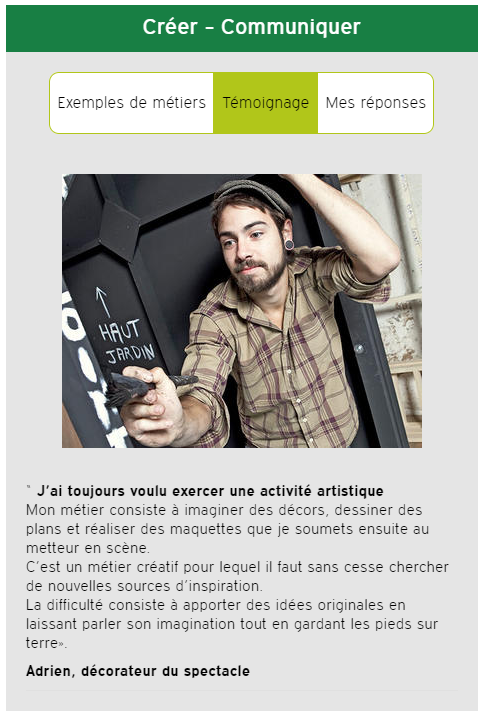 Créer – Communiquer
Exemples de métiers
Témoignage
Mes réponses
HAUT
JARDIN
“ J’ai toujours voulu exercer une activité artistique
Mon métier consiste à imaginer des décors, dessiner des
plans et réaliser des maquettes que je soumets ensuite au
metteur en scène.
C’est un métier créatif pour lequel il faut sans cesse chercher
de nouvelles sources d’inspiration.
La difficulté consiste à apporter des idées originales en
laissant parler son imagination tout en gardant les pieds sur
terre».
Adrien, décorateur du spectacle